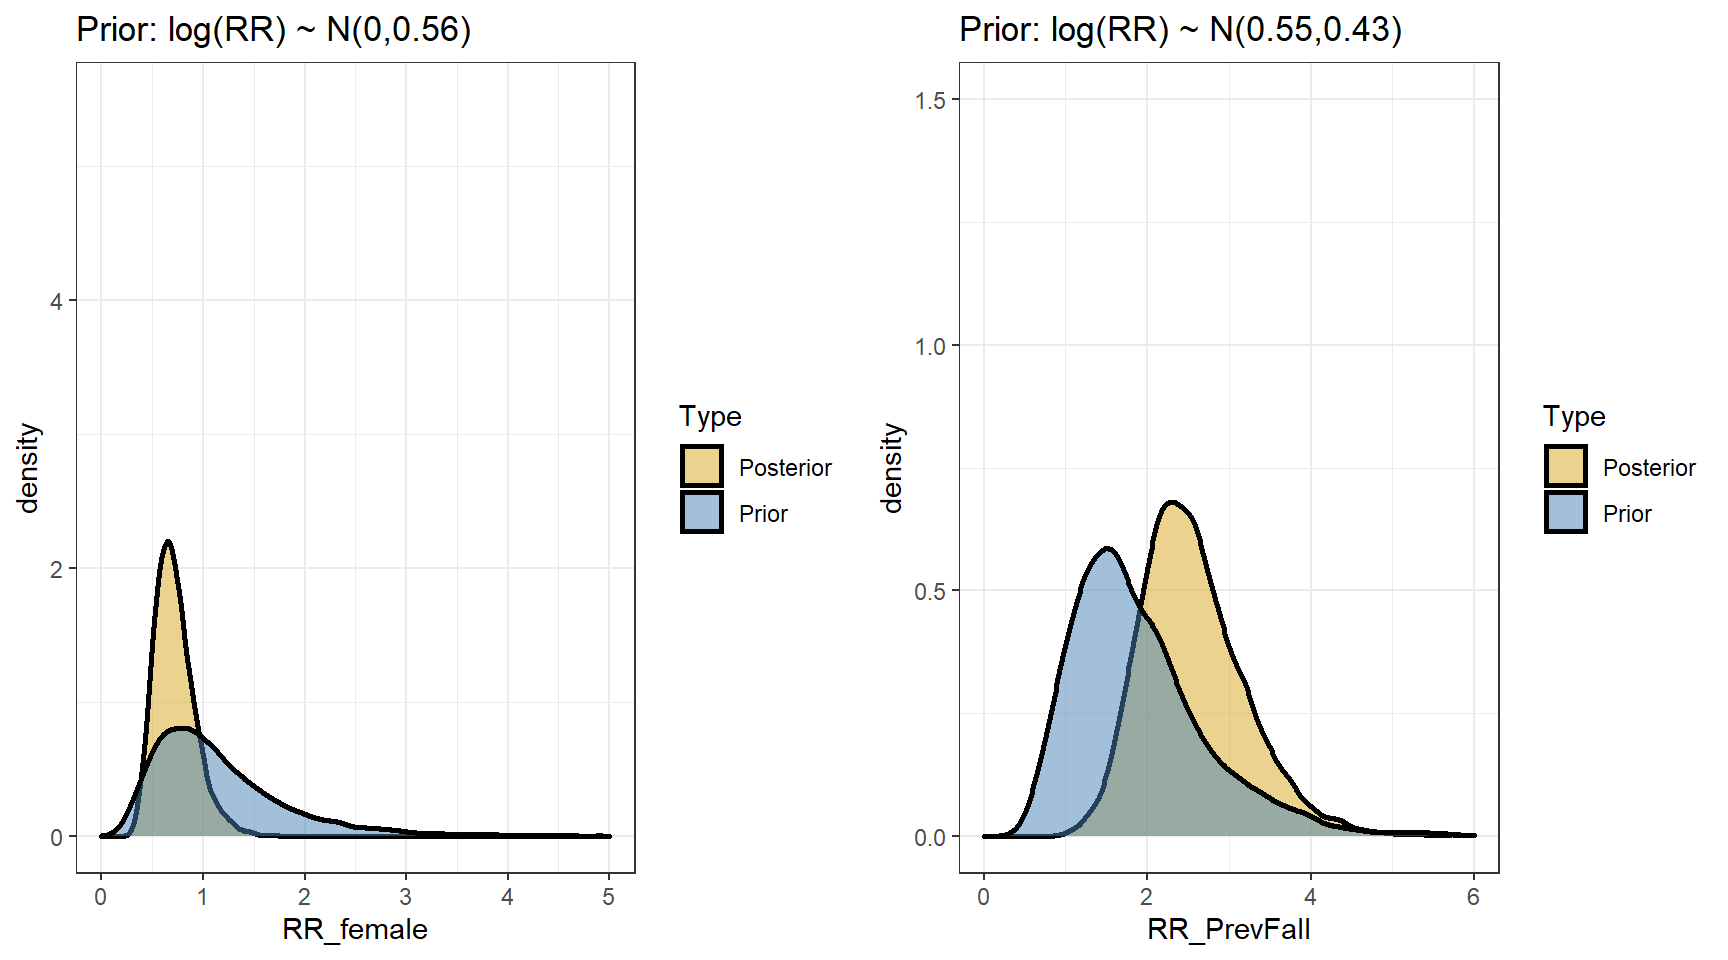 Prior: log(RR) ~ N(0,0.56)
density
4
2
0
0 1 2 3 4 5
RR_female
Type
Posterior
Prior
Prior: log(RR) ~ N(0.55,0.43)
density
1.5
1.0
0.5
0.0
0 2 4 6
RR_PrevFall
Type
Posterior
Prior